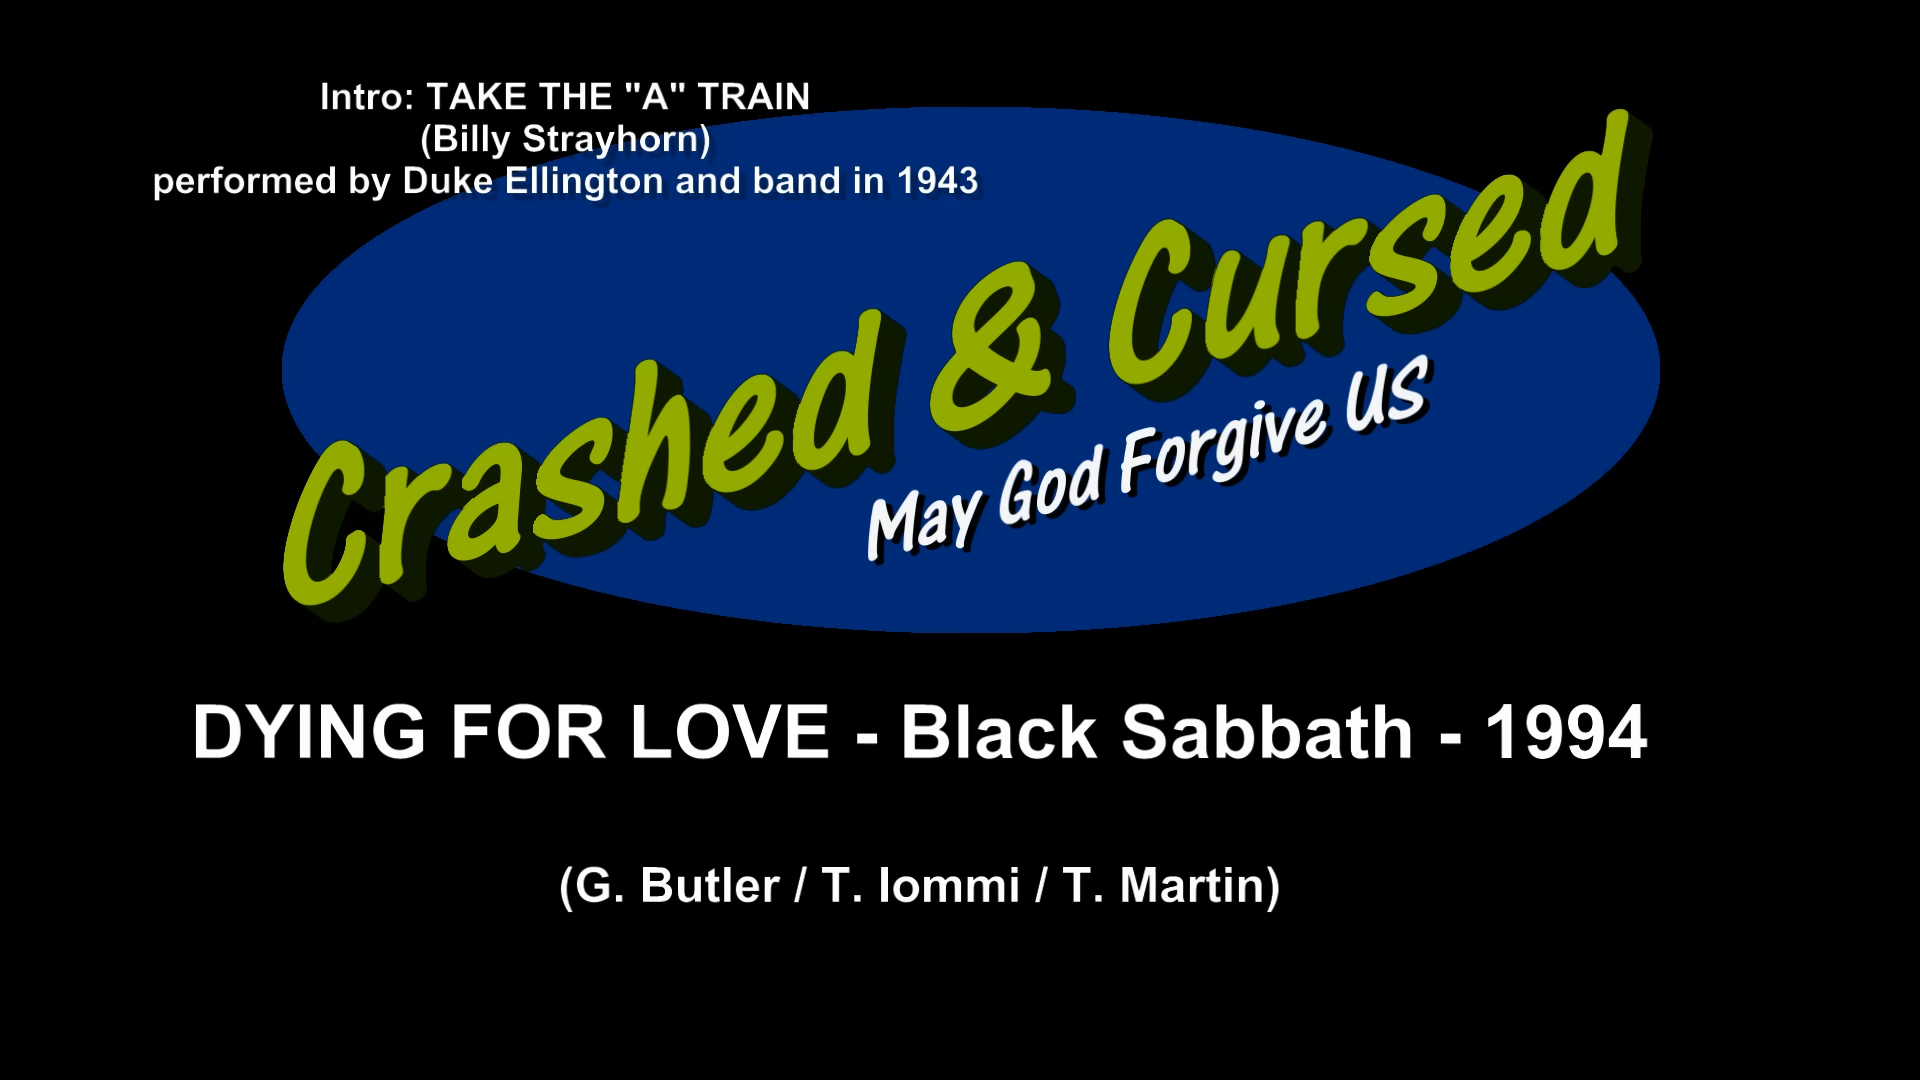 Intro: TAKE THE "A" TRAIN
(Billy Strayhorn)
performed by Duke Ellington and band in 1943
Crashed & Cursed
May God Forgive US
DYING FOR LOVE - Black Sabbath - 1994
(G. Butler / T. Iommi / T. Martin)